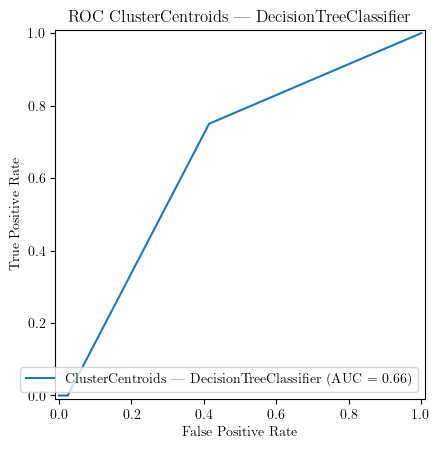 ROC ClusterCentroids — DecisionTreeClassifier
1.0
0.8
0.6
0.4
0.2
0.0
True Positive Rate
ClusterCentroids — DecisionTreeClassifier (AUC = 0.66)
0.0 0.2 0.4 0.6 0.8 1.0
False Positive Rate